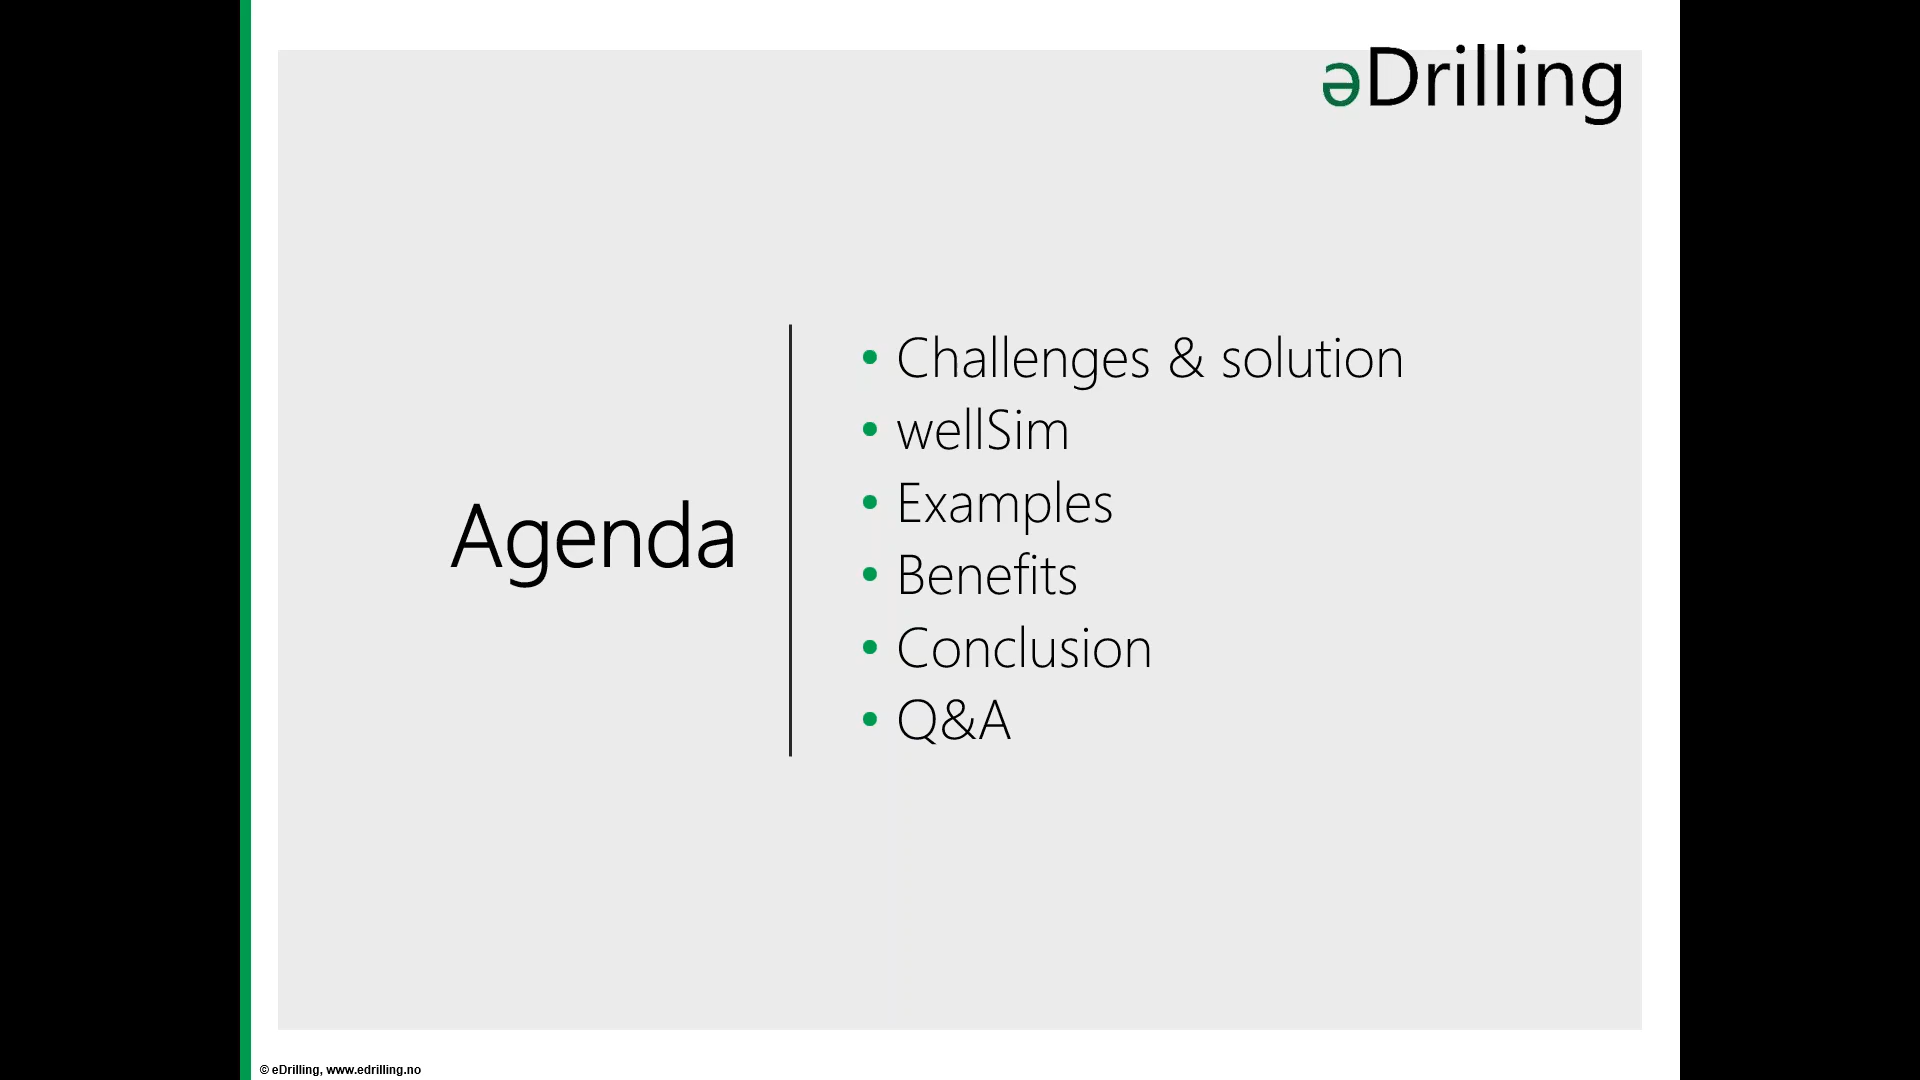 əDrilling
Agenda
• Challenges & solution
• wellSim
• Examples
• Benefits
• Conclusion
• Q&A
© eDrilling, www.edrilling.no